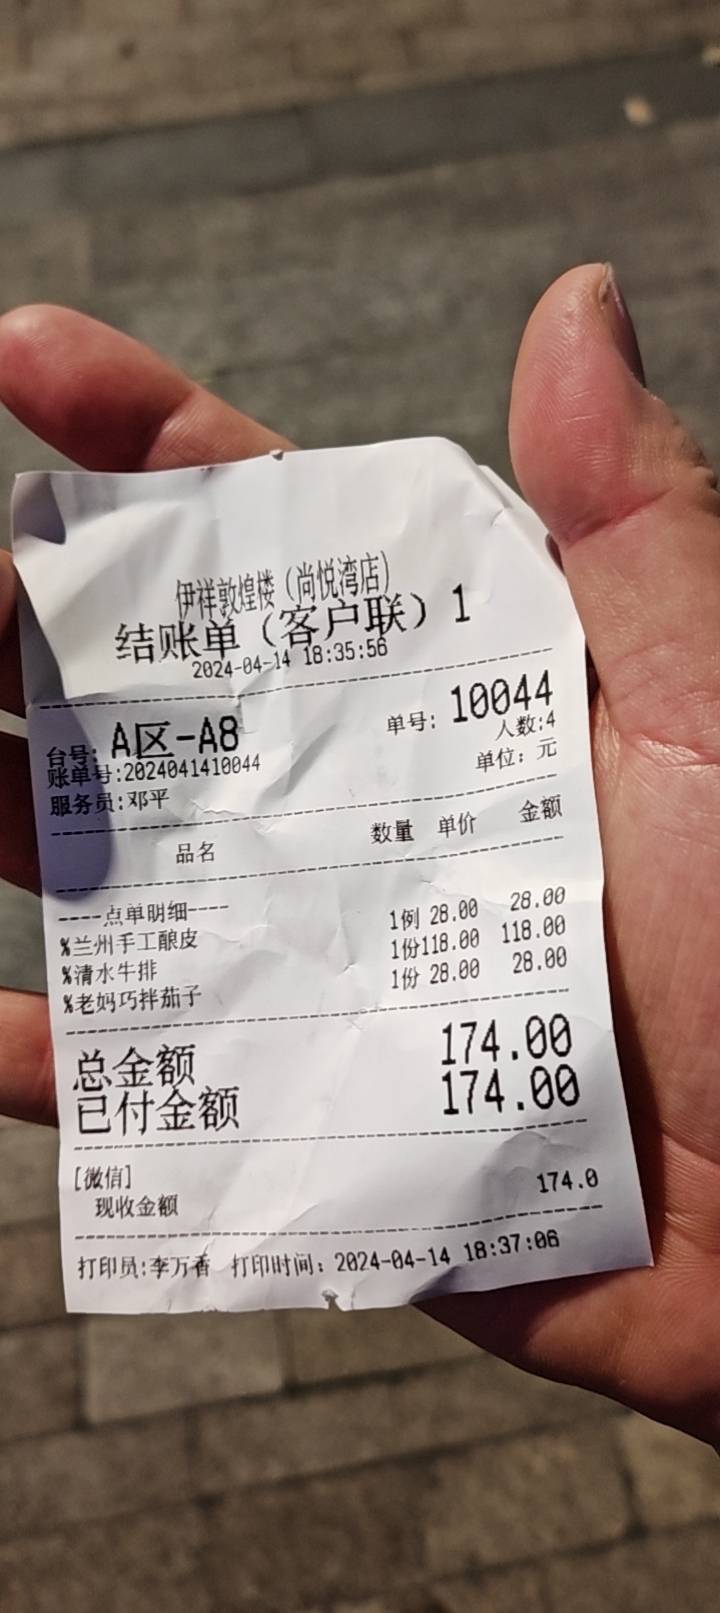 伊祥敦煌楼（尚悦湾店）
结账单（客户联）1
2024-04-14 18:35:56
台号：A区-A8 单号：10044
账单号:2024041410044 人数:4
服务员:邓平 单位：元
品名 数量 单价 金额
----点单明细----
%兰州手工酿皮 1例 28.00 28.00
%清水牛排 1份118.00 118.00
%老妈巧拌茄子 1份 28.00 28.00
总金额 174.00
已付金额 174.00
[微信]
现收金额 174.0
打印员:李万香 打印时间：2024-04-14 18:37:06